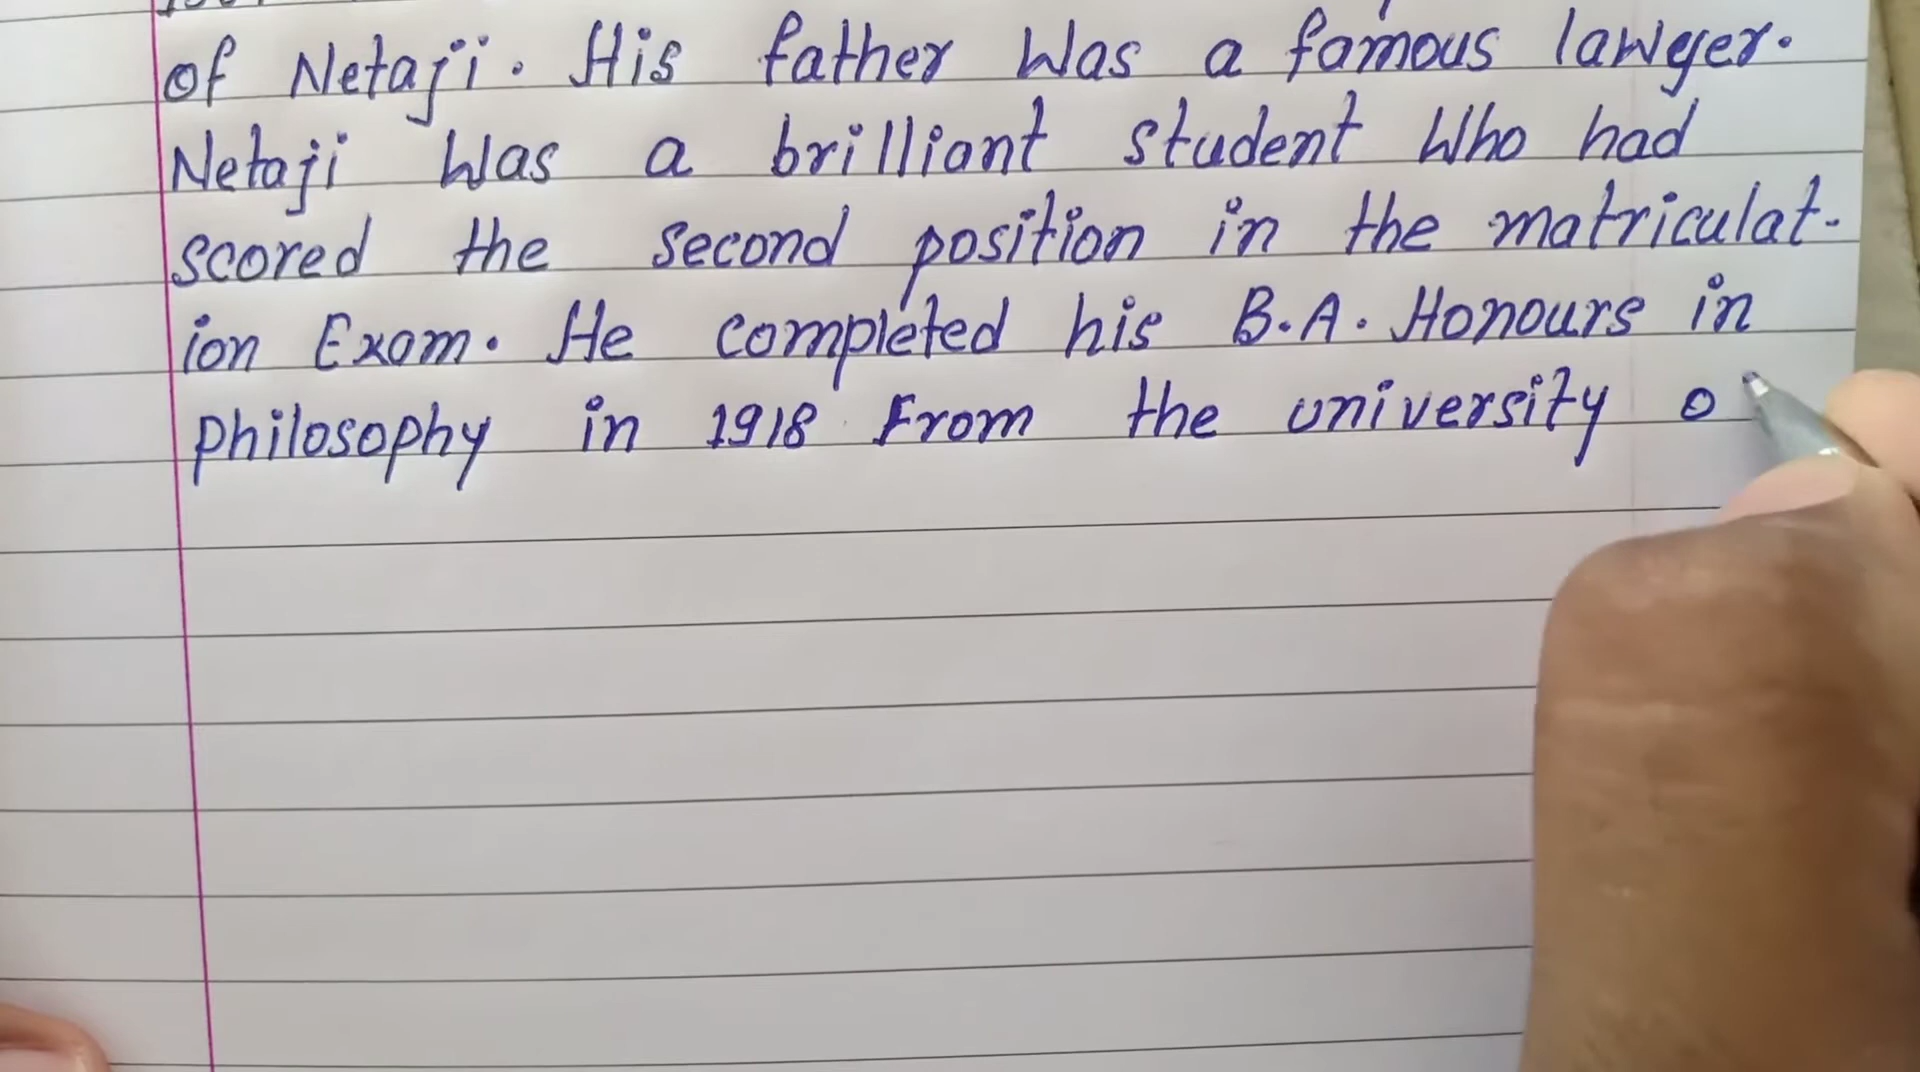 of Netaji. His father was a famous lawyer.
Netaji was a brilliant student who had
scored the second position in the matriculat-
ion Exam. He completed his B.A. Honours in
philosophy in 1918 From the university o